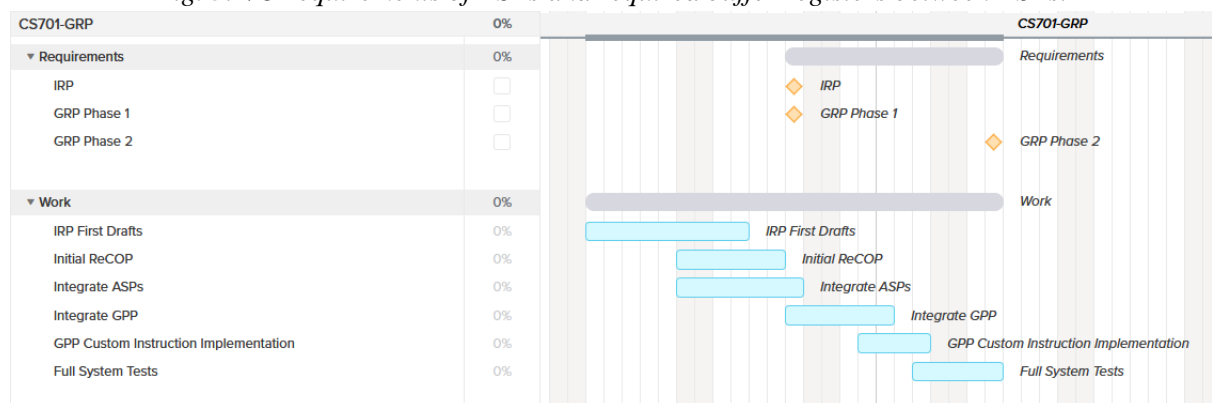 CS701-GRP 0% CS701-GRP
▼ Requirements 0% Requirements
IRP IRP
GRP Phase 1 GRP Phase 1
GRP Phase 2 GRP Phase 2
▼ Work 0% Work
IRP First Drafts 0% IRP First Drafts
Initial ReCOP 0% Initial ReCOP
Integrate ASPs 0% Integrate ASPs
Integrate GPP 0% Integrate GPP
GPP Custom Instruction Implementation 0% GPP Custom Instruction Implementation
Full System Tests 0% Full System Tests